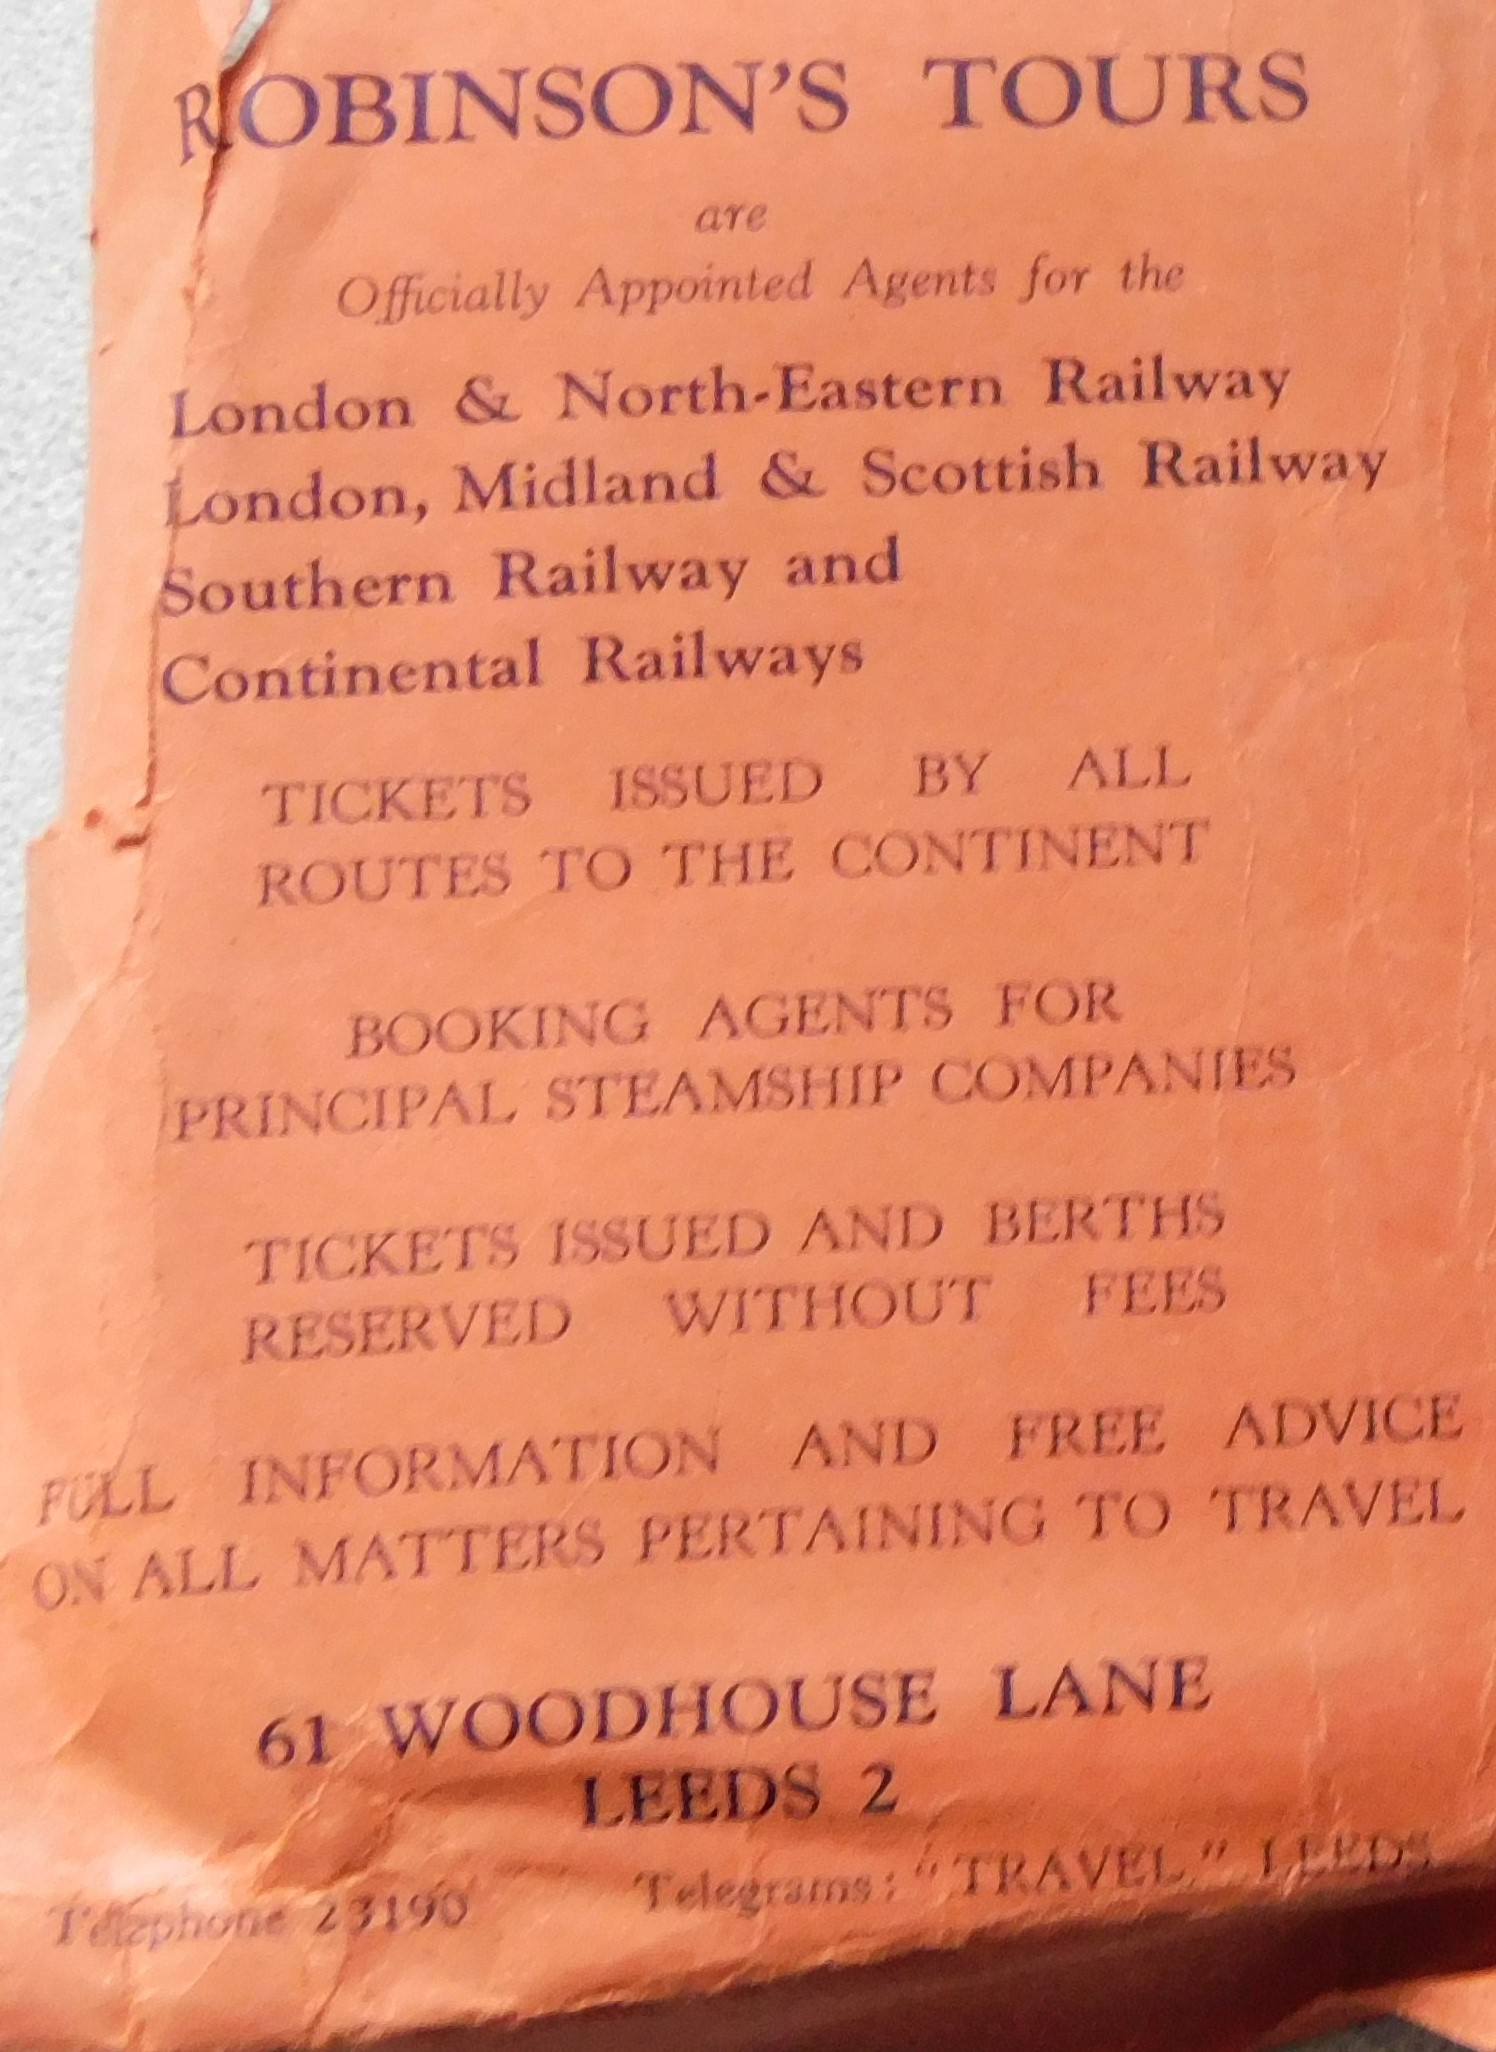 ROBINSON'S TOURS
are
Officially Appointed Agents for the
London & North-Eastern Railway
London, Midland & Scottish Railway
Southern Railway and
Continental Railways
TICKETS ISSUED BY ALL
ROUTES TO THE CONTINENT
BOOKING AGENTS FOR
PRINCIPAL STEAMSHIP COMPANIES
TICKETS ISSUED AND BERTHS
RESERVED WITHOUT FEES
FULL INFORMATION AND FREE ADVICE
ON ALL MATTERS PERTAINING TO TRAVEL
61 WOODHOUSE LANE
LEEDS 2
Telephone 23190 Telegrams: "TRAVEL," LEEDS